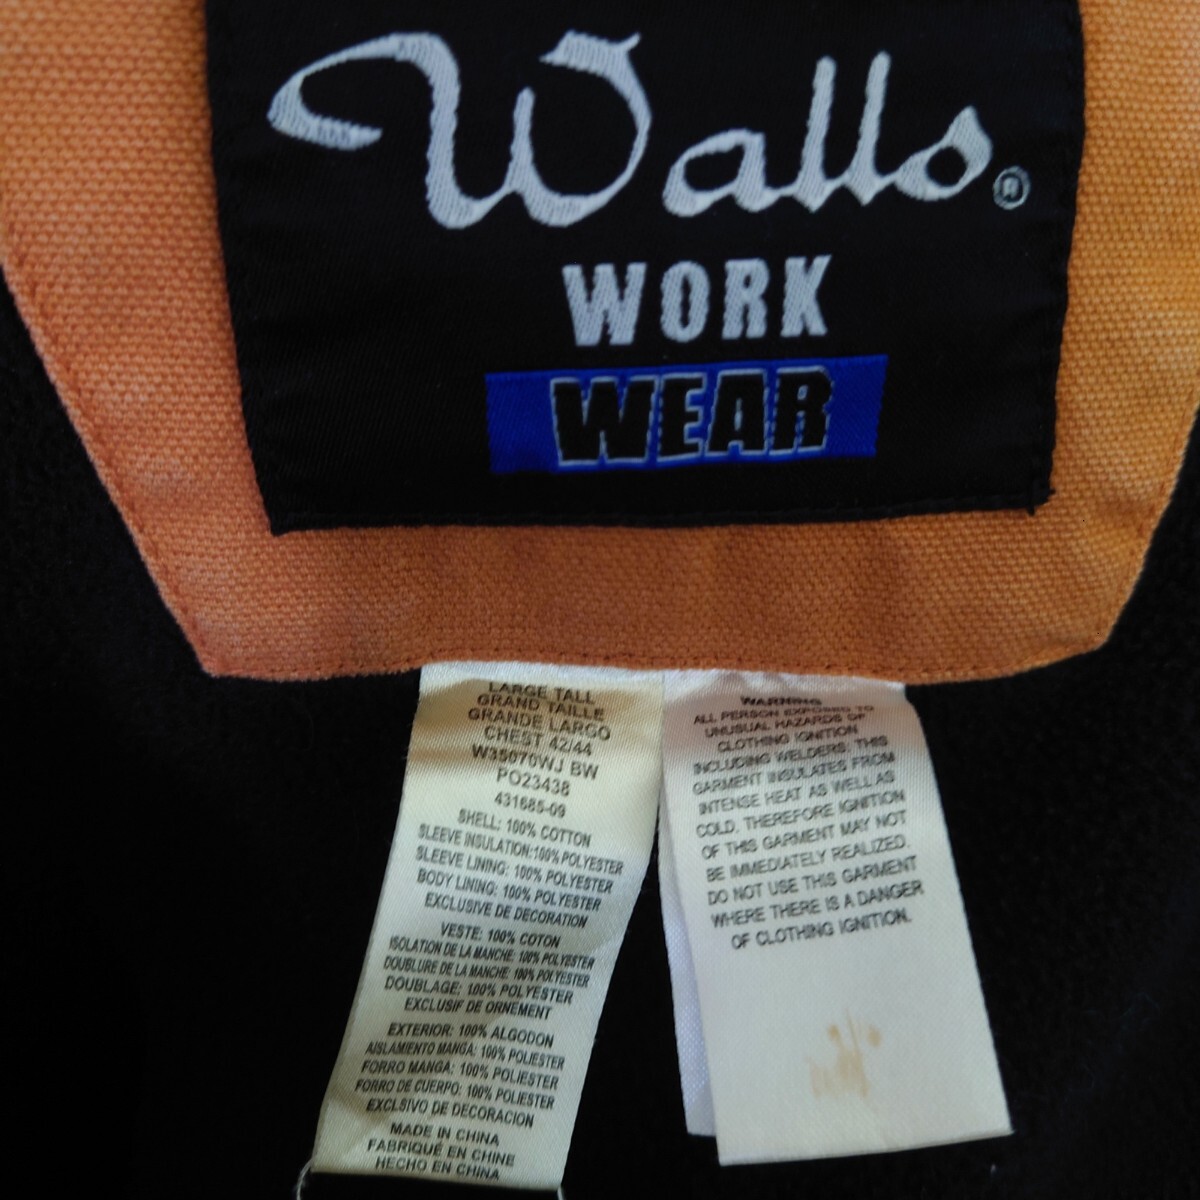 Walls®
WORK
WEAR
LARGE TALL
GRAND TAILLE
GRANDE LARGO
CHEST 42/44
W35070WJ BW
PO23438
431685-09
SHELL: 100% COTTON
SLEEVE INSULATION:100% POLYESTER
SLEEVE LINING: 100% POLYESTER
BODY LINING: 100% POLYESTER
EXCLUSIVE DE DECORATION
VESTE: 100% COTON
ISOLATION DE LA MANCHE: 100% POLYESTER
DOUBLURE DE LA MANCHE: 100% POLYESTER
DOUBLAGE: 100% POLYESTER
EXCLUSIF DE ORNEMENT
EXTERIOR: 100% ALGODON
AISLAMIENTO MANGA: 100% POLIESTER
FORRO MANGA: 100% POLIESTER
FORRO DE CUERPO: 100% POLIESTER
EXCLSIVO DE DECORACION
MADE IN CHINA
FABRIQUÉ EN CHINE
HECHO EN CHINA
WARNING
ALL PERSON EXPOSED TO
UNUSUAL HAZARDS OF
CLOTHING IGNITION
INCLUDING WELDERS: THIS
GARMENT INSULATES FROM
INTENSE HEAT AS WELL AS
COLD. THEREFORE IGNITION
OF THIS GARMENT MAY NOT
BE IMMEDIATELY REALIZED.
DO NOT USE THIS GARMENT
WHERE THERE IS A DANGER
OF CLOTHING IGNITION.